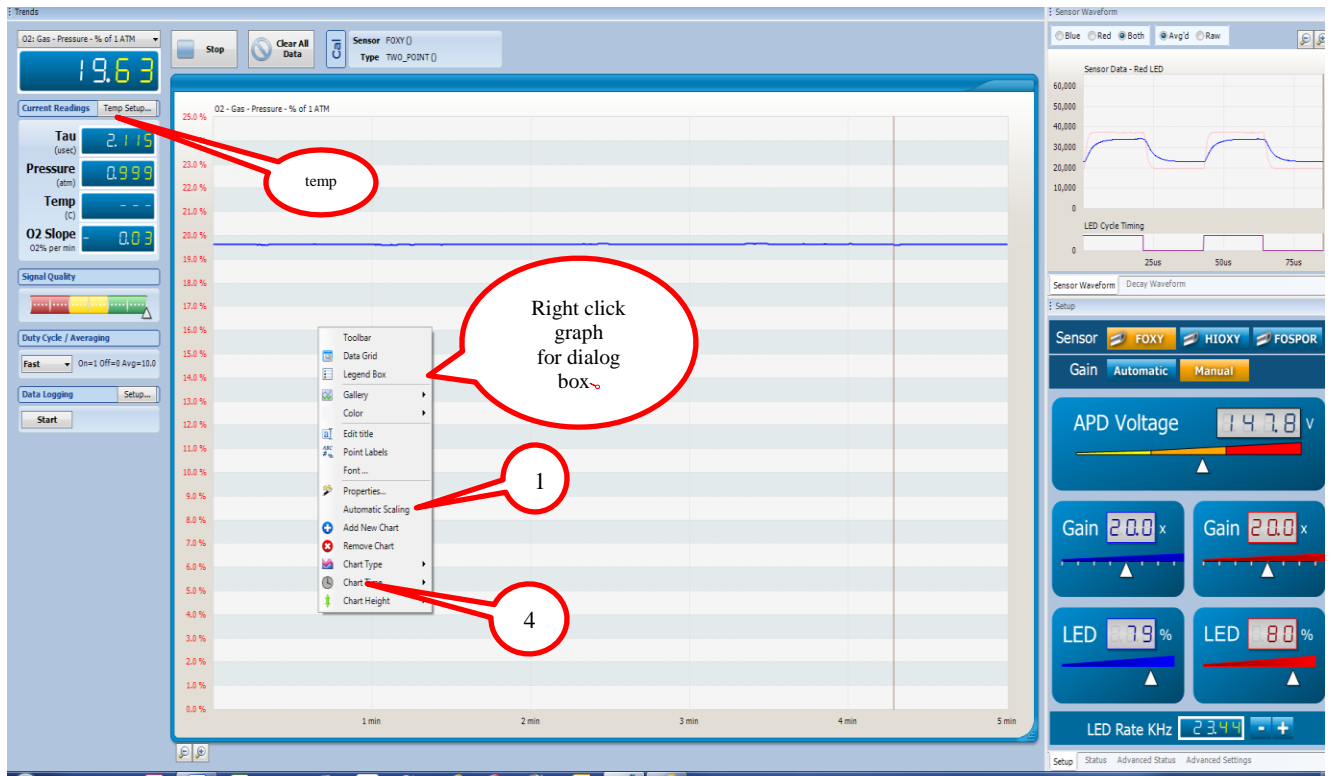 Trends
O2: Gas - Pressure - % of 1 ATM
19.63
Current Readings Temp Setup...
Tau 2.115
(usec)
Pressure 0.999
(atm)
Temp - - -
(C)
O2 Slope - 0.03
O2% per min
Signal Quality
Duty Cycle / Averaging
Fast On=1 Off=0 Avg=10.0
Data Logging Setup...
Start
Stop
Clear All
Data
Cal
Sensor FOXY ()
Type TWO_POINT ()
O2 - Gas - Pressure - % of 1 ATM
25.0 %
23.0 %
22.0 %
21.0 %
20.0 %
19.0 %
18.0 %
17.0 %
16.0 %
15.0 %
14.0 %
13.0 %
12.0 %
11.0 %
10.0 %
9.0 %
8.0 %
7.0 %
6.0 %
5.0 %
4.0 %
3.0 %
2.0 %
1.0 %
0.0 %
1 min 2 min 3 min 4 min 5 min
temp
Right click
graph
for dialog
box
1
4
Toolbar
Data Grid
Legend Box
Gallery
Color
Edit title
Point Labels
Font ...
Properties...
Automatic Scaling
Add New Chart
Remove Chart
Chart Type
Chart
Chart Height
Sensor Waveform
Blue Red Both Avg'd Raw
Sensor Data - Red LED
60,000
50,000
40,000
30,000
20,000
10,000
0
LED Cycle Timing
0
25us 50us 75us
Sensor Waveform Decay Waveform
Setup
Sensor FOXY HIOXY FOSPOR
Gain Automatic Manual
APD Voltage 147.8 V
Gain 20.0 x Gain 20.0 x
LED 79 % LED 80 %
LED Rate KHz 23.44 - +
Setup Status Advanced Status Advanced Settings